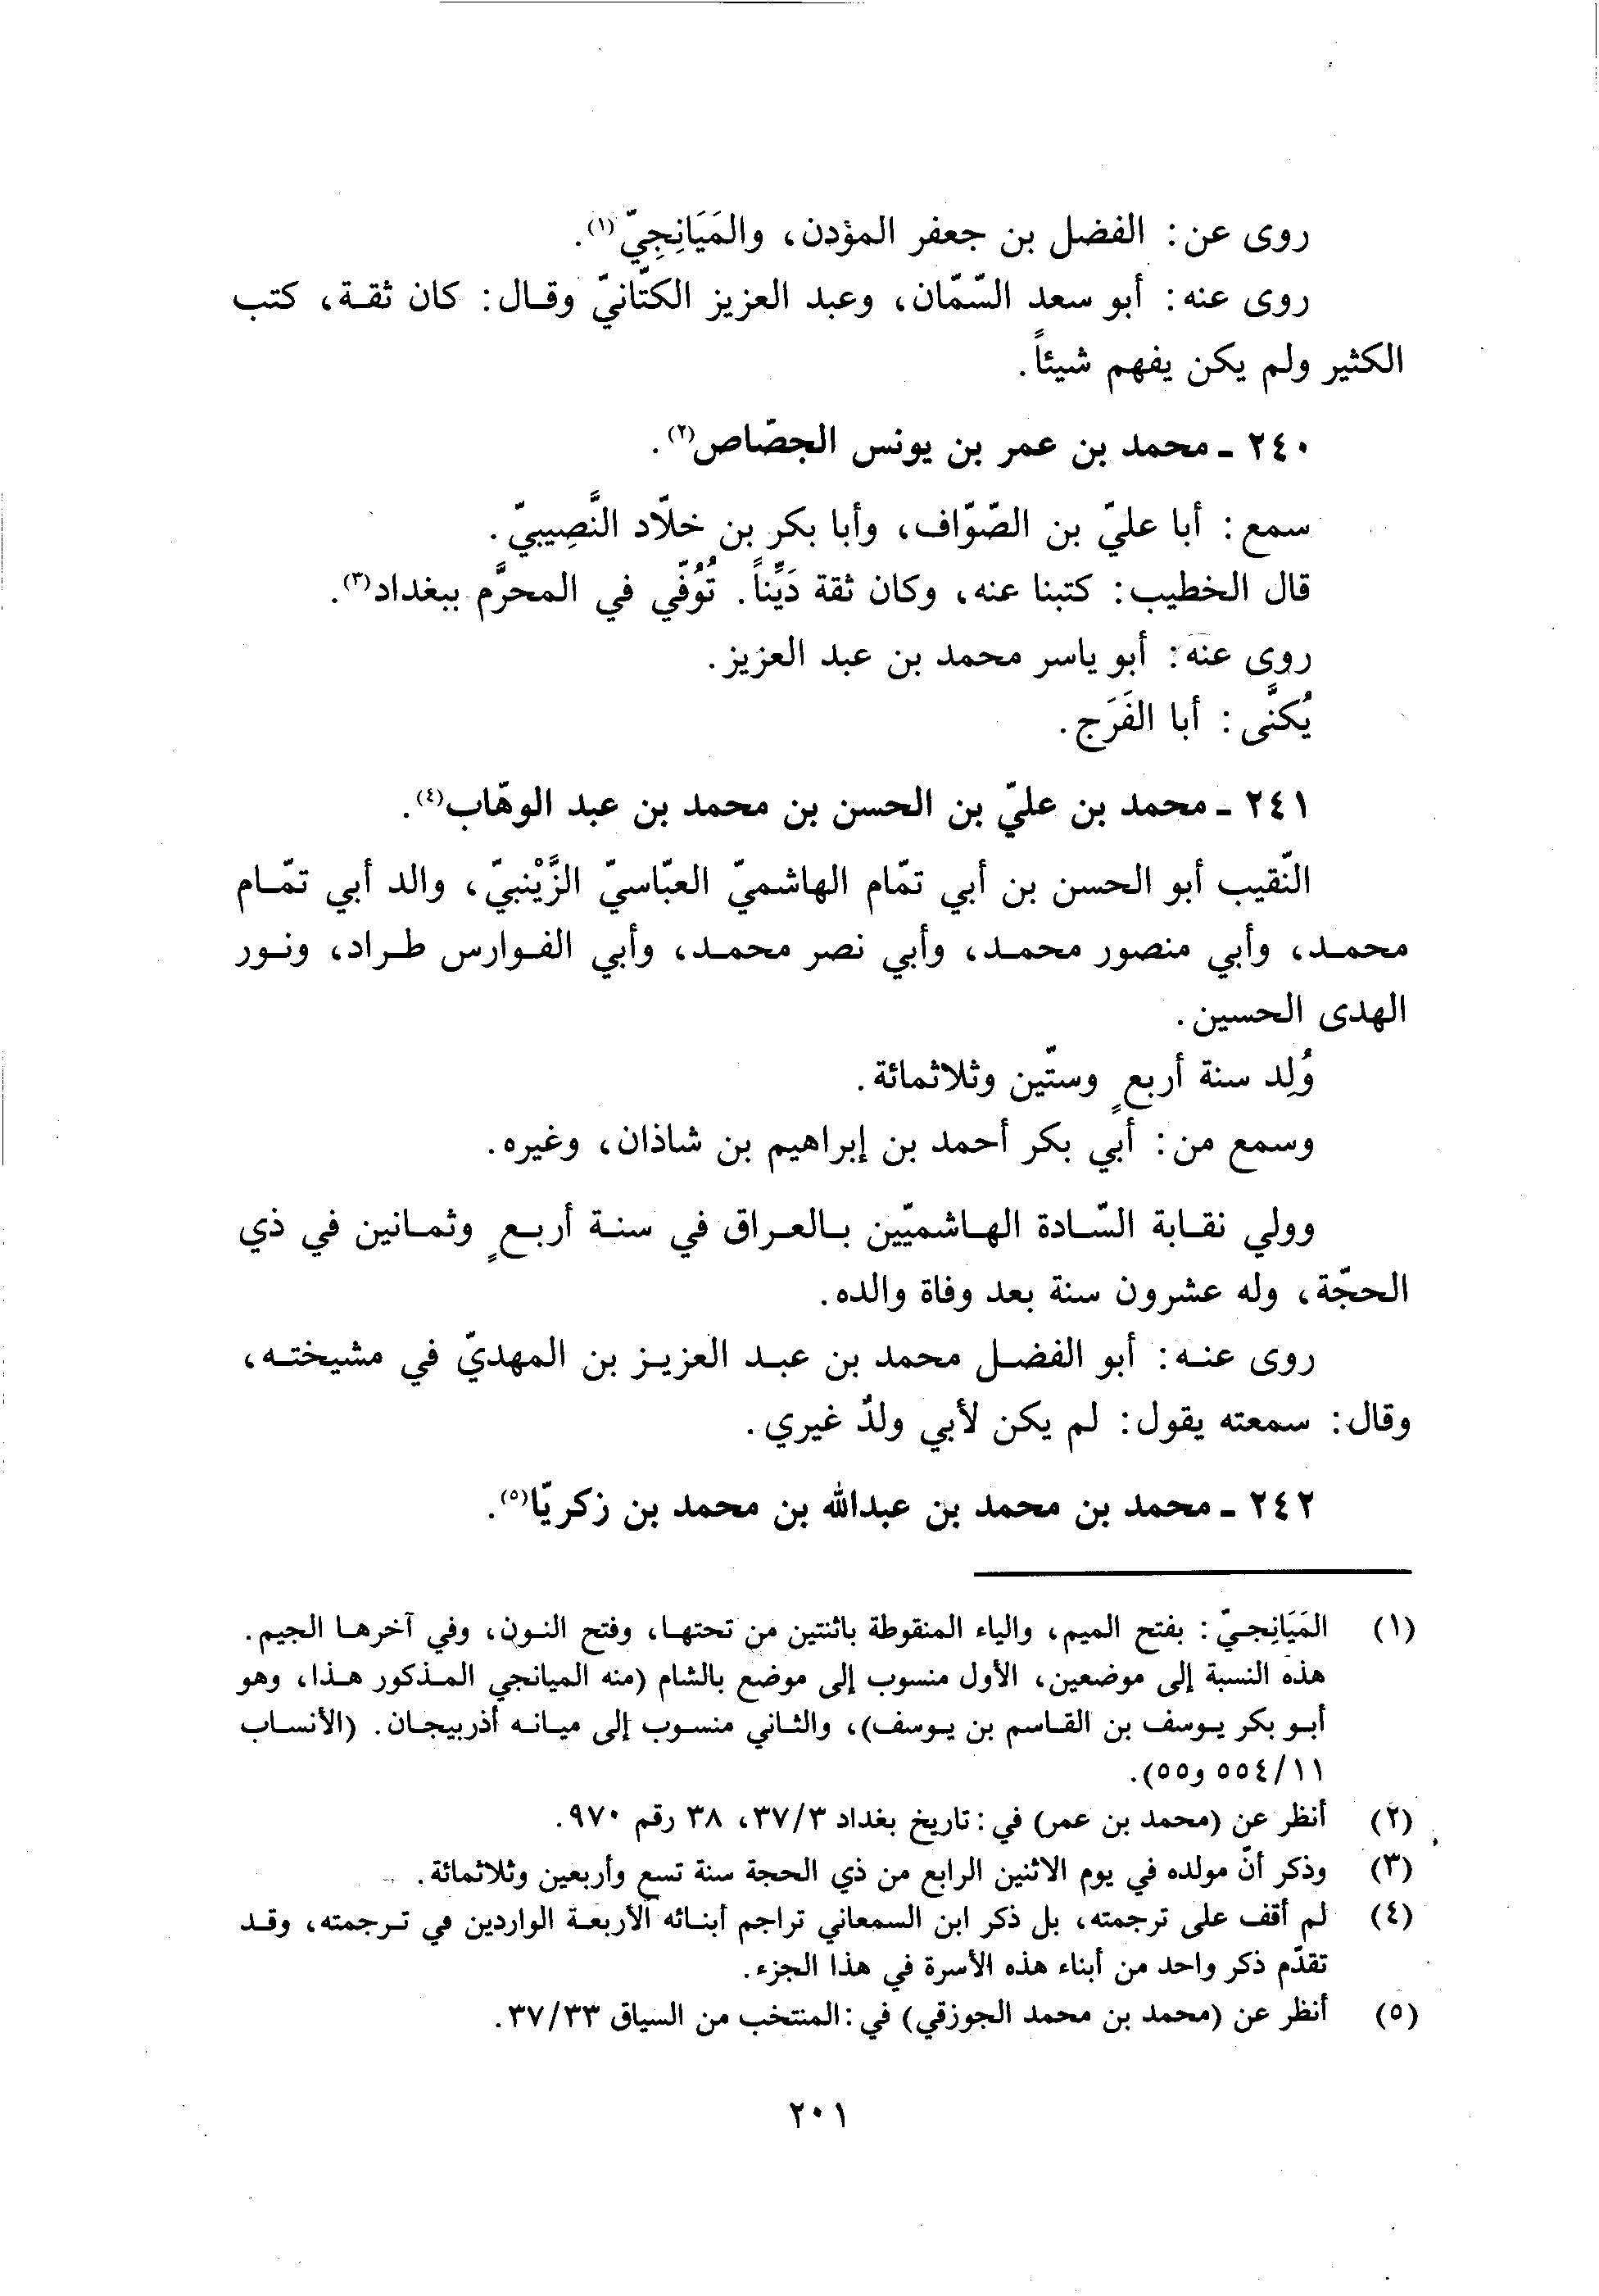 روى عن: الفضل بن جعفر المؤدن، والمَيَانِجِيّ(١).
روى عنه: أبو سعد السّمّان، وعبد العزيز الكتّانيّ وقال: كان ثقة، كتب
الكثير ولم يكن يفهم شيئاً.
٢٤٠ ـ محمد بن عمر بن يونس الجصّاص(٢).
سمع: أبا عليّ بن الصّوّاف، وأبا بكر بن خلّاد النَّصِيبيّ.
قال الخطيب: كتبنا عنه، وكان ثقة دَيِّناً. تُوُفّي في المحرَّم ببغداد(٣).
روى عنه: أبو ياسر محمد بن عبد العزيز.
يُكنَّى: أبا الفَرَج.
٢٤١ ـ محمد بن عليّ بن الحسن بن محمد بن عبد الوهّاب(٤).
النّقيب أبو الحسن بن أبي تمّام الهاشميّ العبّاسيّ الزَّيْنبيّ، والد أبي تمّام
محمد، وأبي منصور محمد، وأبي نصر محمد، وأبي الفوارس طراد، ونور
الهدى الحسين.
وُلِد سنة أربعٍ وستّين وثلاثمائة.
وسمع من: أبي بكر أحمد بن إبراهيم بن شاذان، وغيره.
وولي نقابة السّادة الهاشميّين بالعراق في سنة أربعٍ وثمانين في ذي
الحجّة، وله عشرون سنة بعد وفاة والده.
روى عنه: أبو الفضل محمد بن عبد العزيز بن المهديّ في مشيخته،
وقال: سمعته يقول: لم يكن لأبي ولدٌ غيري.
٢٤٢ ـ محمد بن محمد بن عبدالله بن محمد بن زكريّا(٥).
(١) المَيَانِجيّ: بفتح الميم، والياء المنقوطة باثنتين من تحتها، وفتح النون، وفي آخرها الجيم.
هذه النسبة إلى موضعين، الأول منسوب إلى موضع بالشام (منه الميانجي المذكور هذا، وهو
أبو بكر يوسف بن القاسم بن يوسف)، والثاني منسوب إلى ميانه أذربيجان. (الأنساب
١١/٥٥٤ و٥٥).
(٢) أنظر عن (محمد بن عمر) في: تاريخ بغداد ٣/٣٧، ٣٨ رقم ٩٧٠.
(٣) وذكر أنّ مولده في يوم الاثنين الرابع من ذي الحجة سنة تسع وأربعين وثلاثمائة.
(٤) لم أقف على ترجمته، بل ذكر ابن السمعاني تراجم أبنائه الأربعة الواردين في ترجمته، وقد
تقدّم ذكر واحد من أبناء هذه الأسرة في هذا الجزء.
(٥) أنظر عن (محمد بن محمد الجوزقي) في: المنتخب من السياق ٣٣/٣٧.
٢٠١